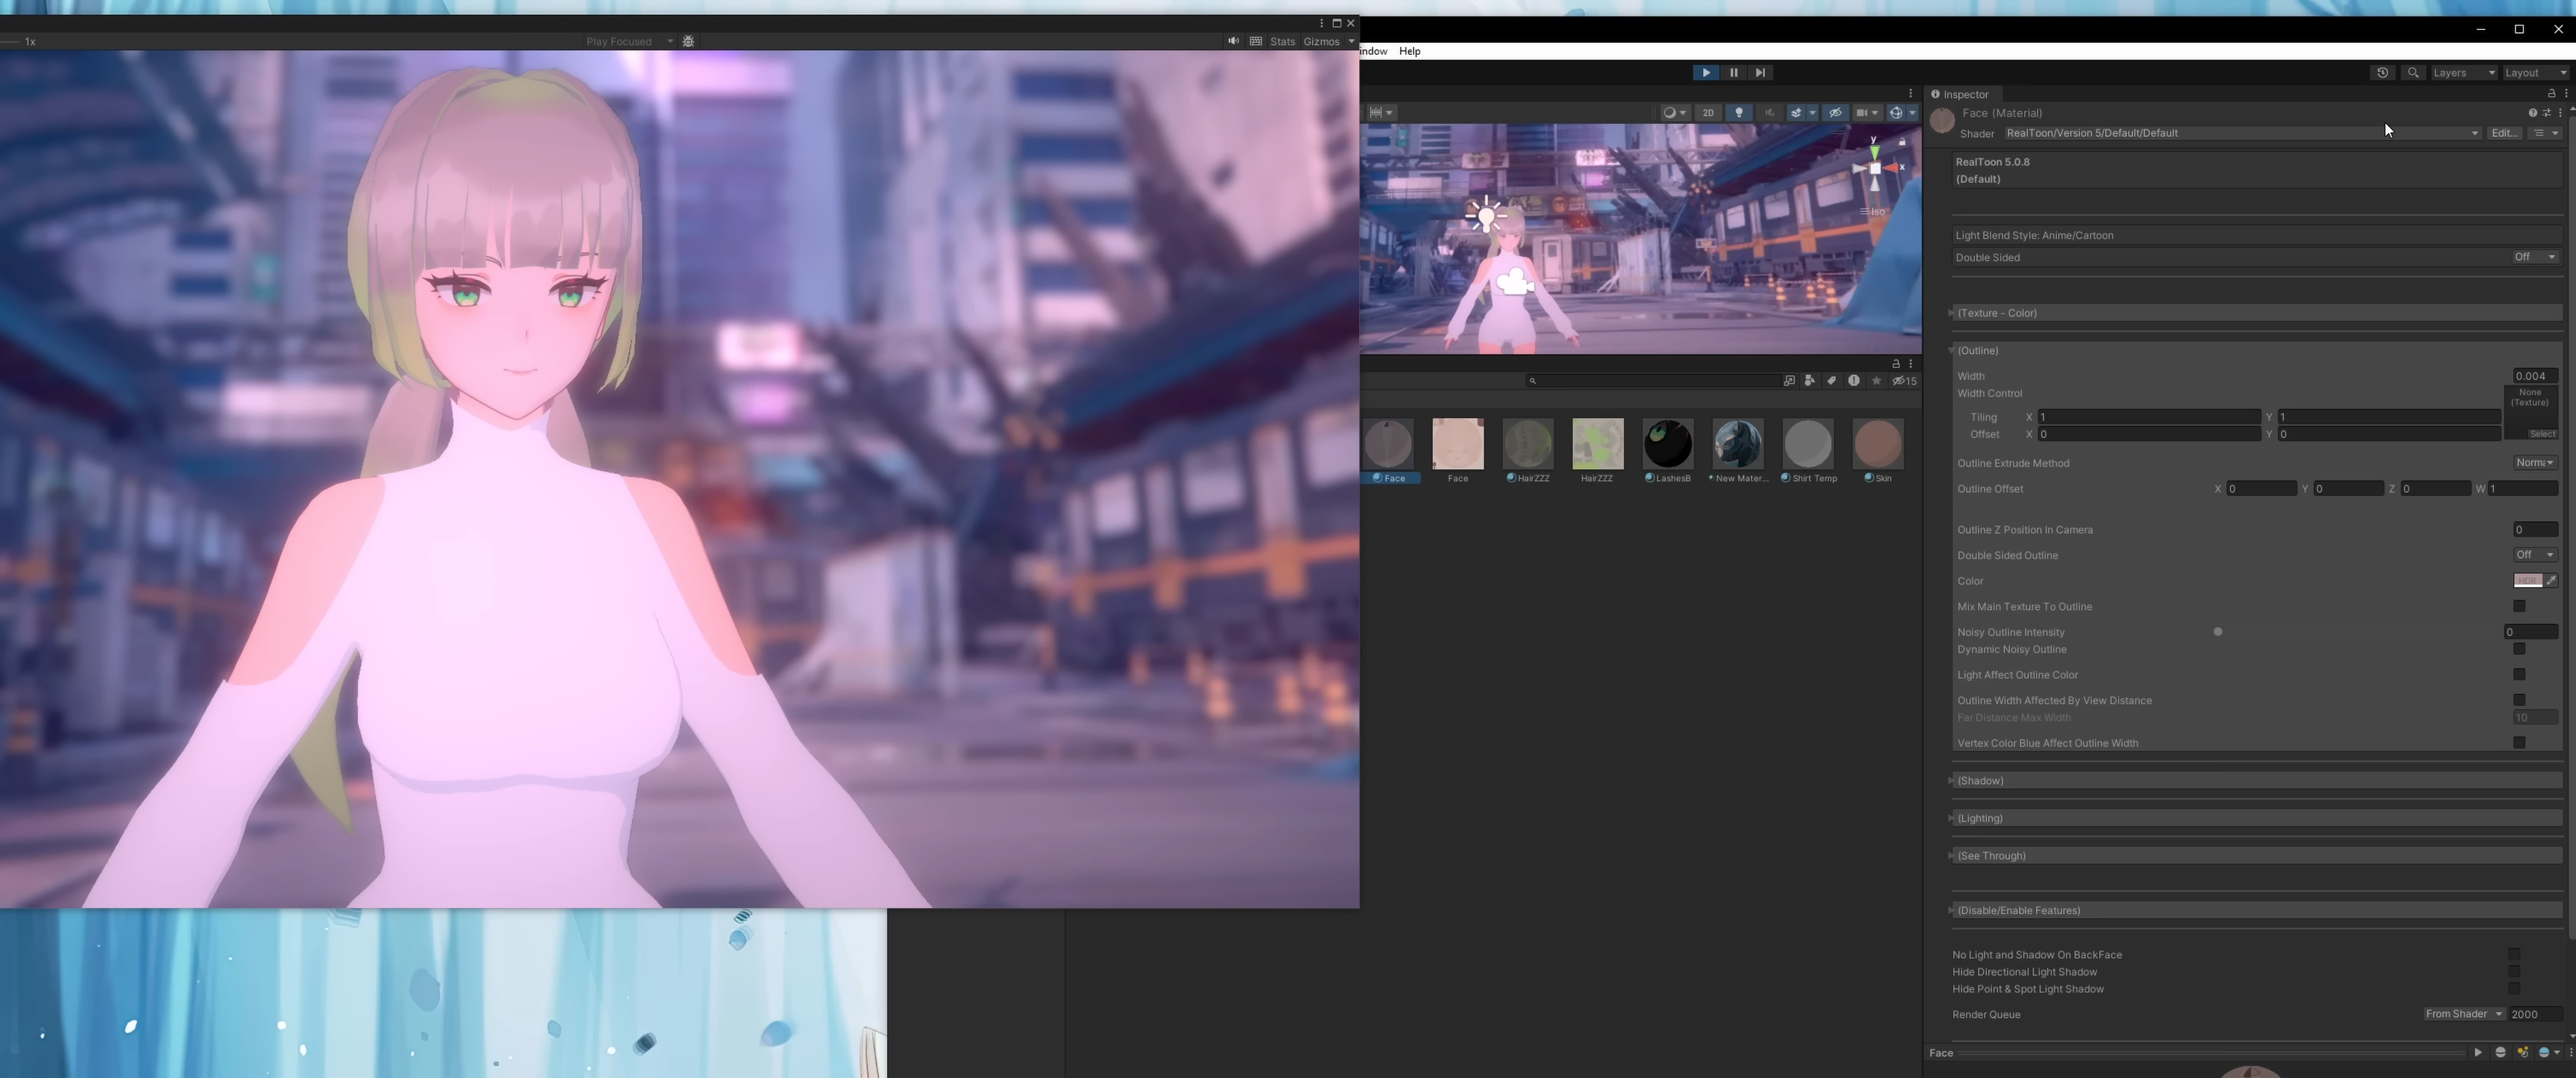 1x
Play Focused
Stats
Gizmos
indow
Help
Layers
Layout
2D
y
x
Iso
15
Face
Face
HairZZZ
HairZZZ
LashesB
New Mater...
Shirt Temp
Skin
Inspector
Face (Material)
Shader
RealToon/Version 5/Default/Default
Edit...
RealToon 5.0.8
(Default)
Light Blend Style: Anime/Cartoon
Double Sided
Off
(Texture - Color)
(Outline)
Width
0.004
Width Control
None
(Texture)
Tiling X 1 Y 1
Offset X 0 Y 0
Select
Outline Extrude Method
Norma
Outline Offset X 0 Y 0 Z 0 W 1
Outline Z Position In Camera
0
Double Sided Outline
Off
Color
HDR
Mix Main Texture To Outline
Noisy Outline Intensity
0
Dynamic Noisy Outline
Light Affect Outline Color
Outline Width Affected By View Distance
Far Distance Max Width
10
Vertex Color Blue Affect Outline Width
(Shadow)
(Lighting)
(See Through)
(Disable/Enable Features)
No Light and Shadow On BackFace
Hide Directional Light Shadow
Hide Point & Spot Light Shadow
Render Queue
From Shader
2000
Face